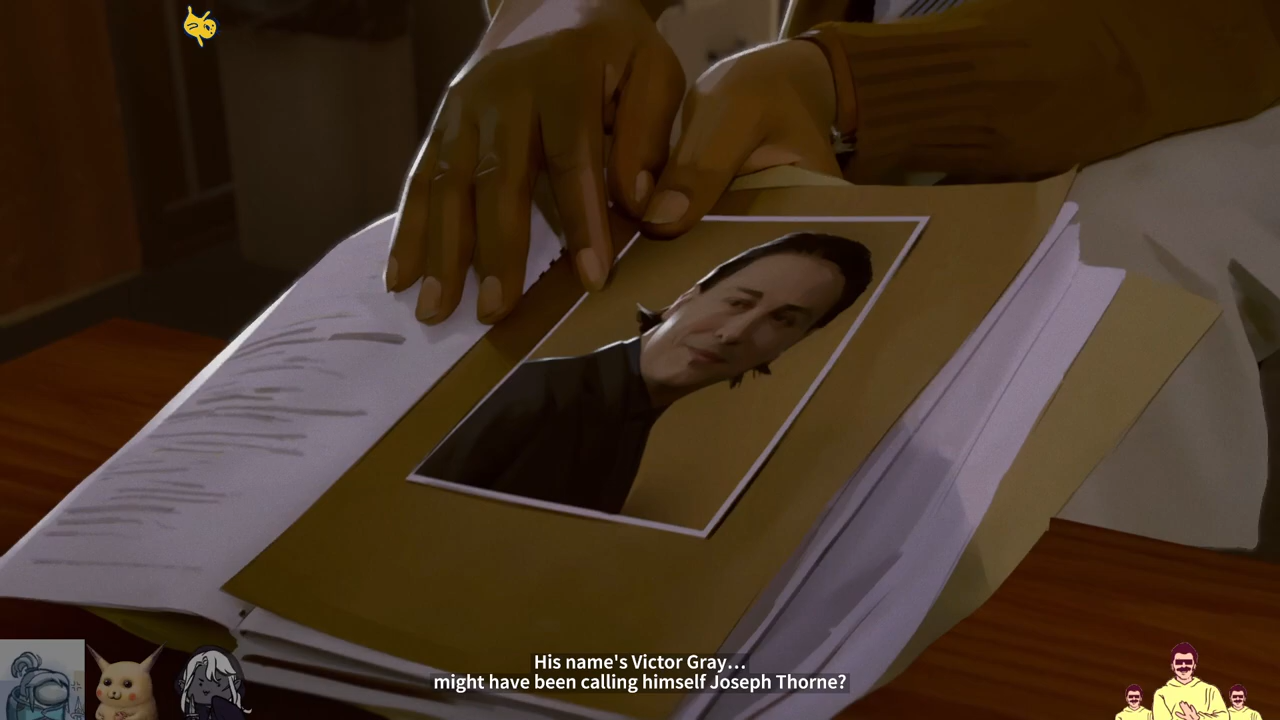 His name's Victor Gray...
might have been calling himself Joseph Thorne?